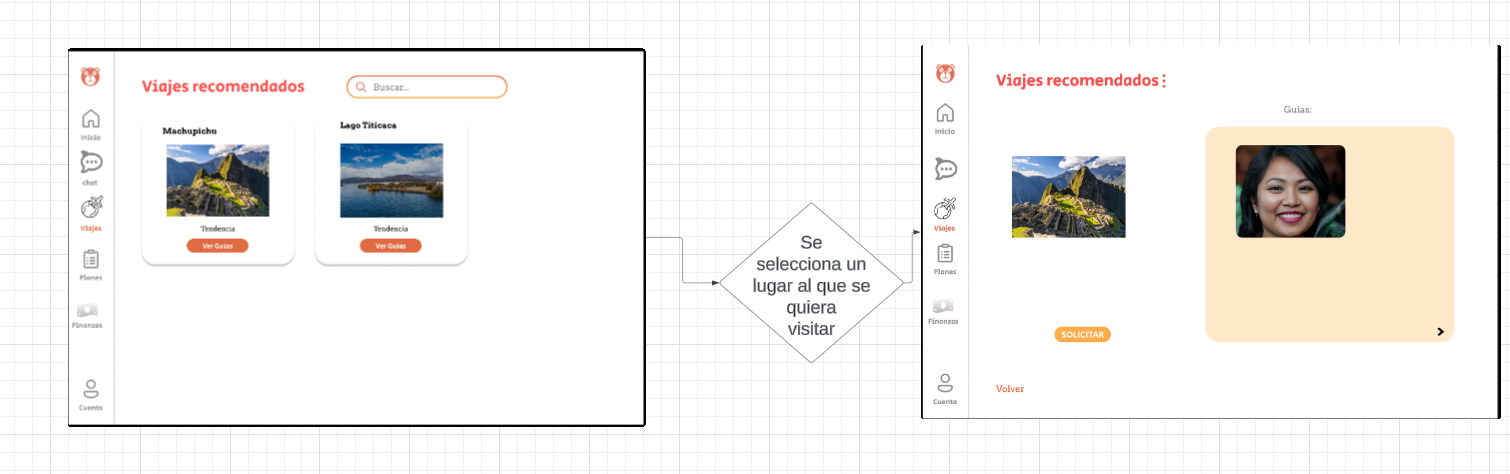 Viajes recomendados
Buscar...
Inicio
chat
Viajes
Planes
Finanzas
Cuenta
Machupichu
Tendencia
Ver Guias
Lago Titicaca
Tendencia
Ver Guias
Se
selecciona un
lugar al que se
quiera
visitar
Viajes recomendados
Inicio
Viajes
Planes
Finanzas
Cuenta
Guias:
SOLICITAR
Volver